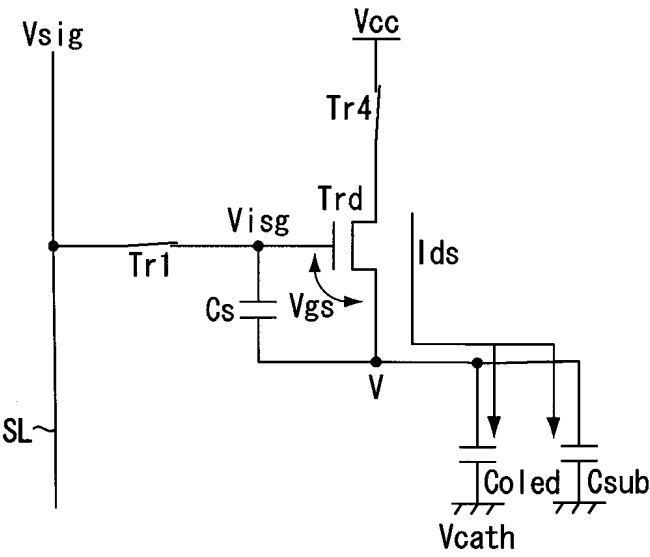 Vsig
Vcc
Tr4
Trd
Visg
Ids
Tr1
Cs
Vgs
V
SL
Coled
Csub
Vcath